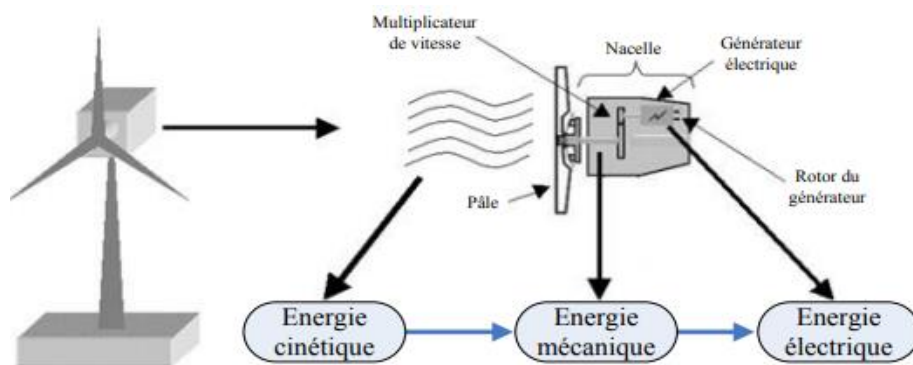 Multiplicateur
de vitesse
Nacelle
Générateur
électrique
Pâle
Rotor du
générateur
Energie
cinétique
Energie
mécanique
Energie
électrique